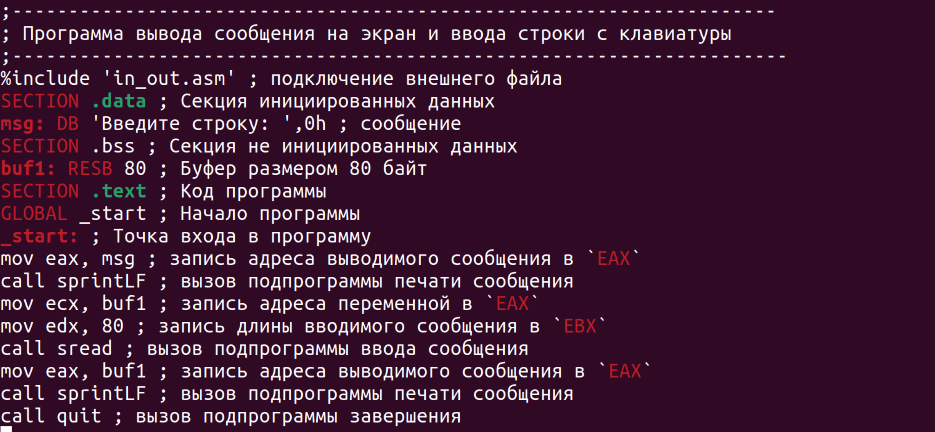 ;--------------------------------------------------------------------
; Программа вывода сообщения на экран и ввода строки с клавиатуры
;---------------------------------------------------------------------
%include 'in_out.asm' ; подключение внешнего файла
SECTION .data ; Секция инициированных данных
msg: DB 'Введите строку: ',0h ; сообщение
SECTION .bss ; Секция не инициированных данных
buf1: RESB 80 ; Буфер размером 80 байт
SECTION .text ; Код программы
GLOBAL _start ; Начало программы
_start: ; Точка входа в программу
mov eax, msg ; запись адреса выводимого сообщения в `EAX`
call sprintLF ; вызов подпрограммы печати сообщения
mov ecx, buf1 ; запись адреса переменной в `EAX`
mov edx, 80 ; запись длины вводимого сообщения в `EBX`
call sread ; вызов подпрограммы ввода сообщения
mov eax, buf1 ; запись адреса выводимого сообщения в `EAX`
call sprintLF ; вызов подпрограммы печати сообщения
call quit ; вызов подпрограммы завершения